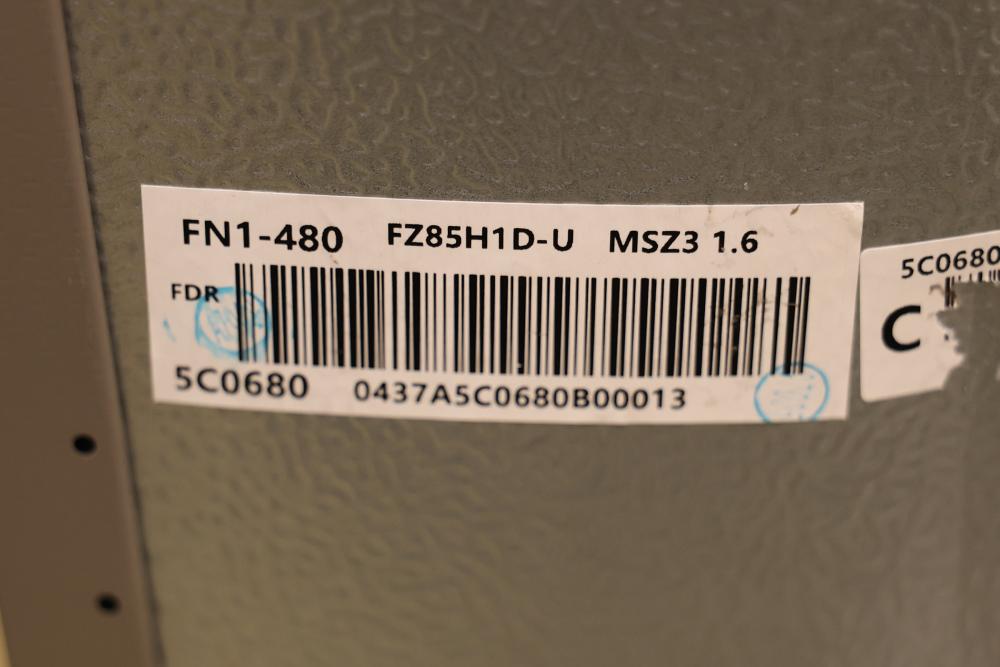 FN1-480 FZ85H1D-U MSZ3 1.6
FDR
5C0680 0437A5C0680B00013
5C0680
C